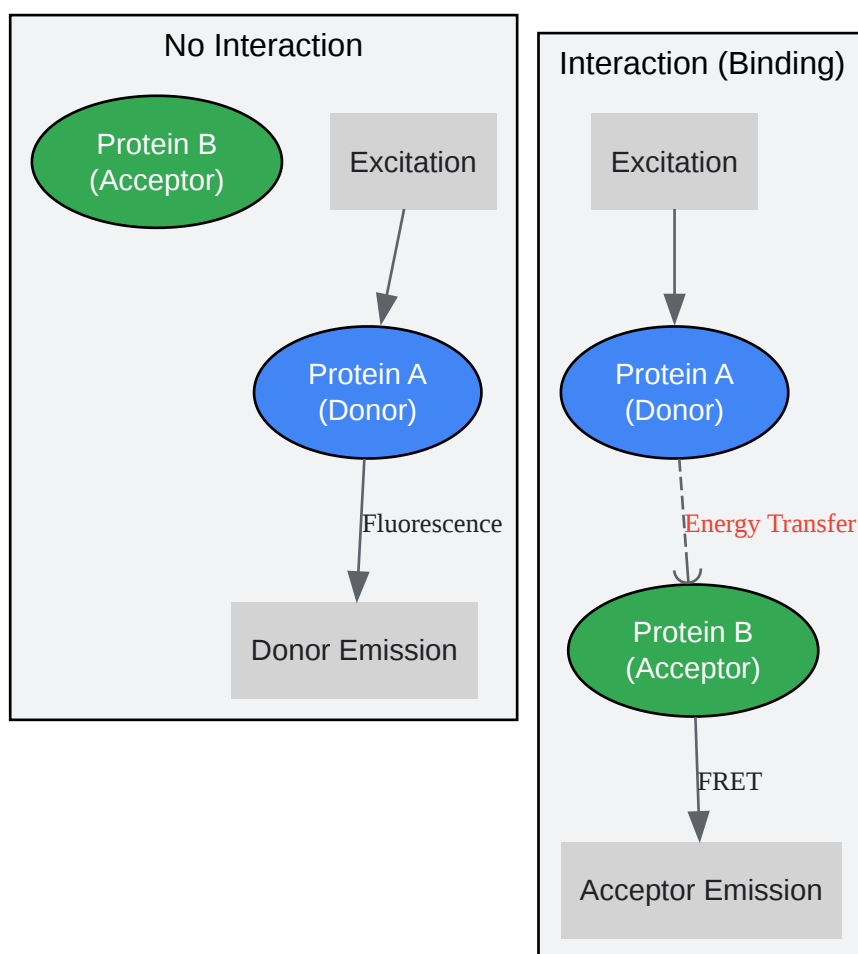 No Interaction
Protein B
(Acceptor)
Excitation
Protein A
(Donor)
Fluorescence
Donor Emission
Interaction (Binding)
Excitation
Protein A
(Donor)
Energy Transfer
Protein B
(Acceptor)
FRET
Acceptor Emission